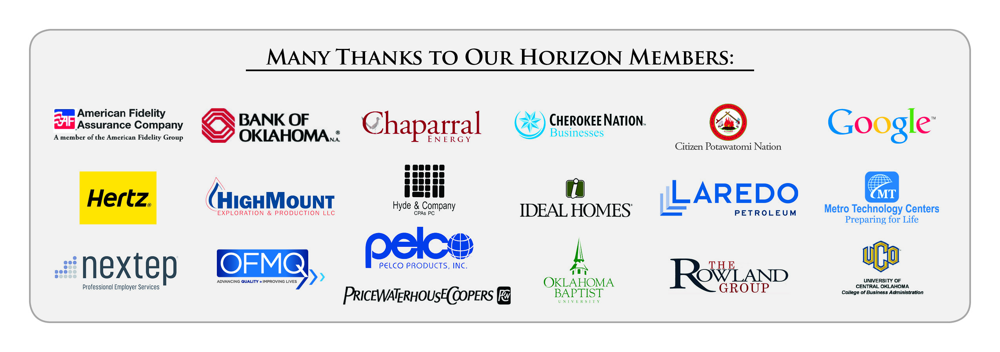 Many Thanks to Our Horizon Members:
AF
American Fidelity
Assurance Company
A member of the American Fidelity Group
BANK OF
OKLAHOMA N.A.®
Chaparral
ENERGY
CHEROKEE NATION™
Businesses
Citizen Potawatomi Nation
Google™
Hertz®
HIGHMOUNT
EXPLORATION & PRODUCTION LLC
Hyde & Company
CPAs PC
i
IDEAL HOMES®
LAREDO
PETROLEUM
MT
Metro Technology Centers
Preparing for Life
nextep
Professional Employer Services
OFMQ
ADVANCING QUALITY » IMPROVING LIVES
pelco
PELCO PRODUCTS, INC.
PRICEWATERHOUSECOOPERS PWC
OKLAHOMA
BAPTIST
UNIVERSITY
THE
ROWLAND
GROUP
UCO
UNIVERSITY OF
CENTRAL OKLAHOMA
College of Business Administration